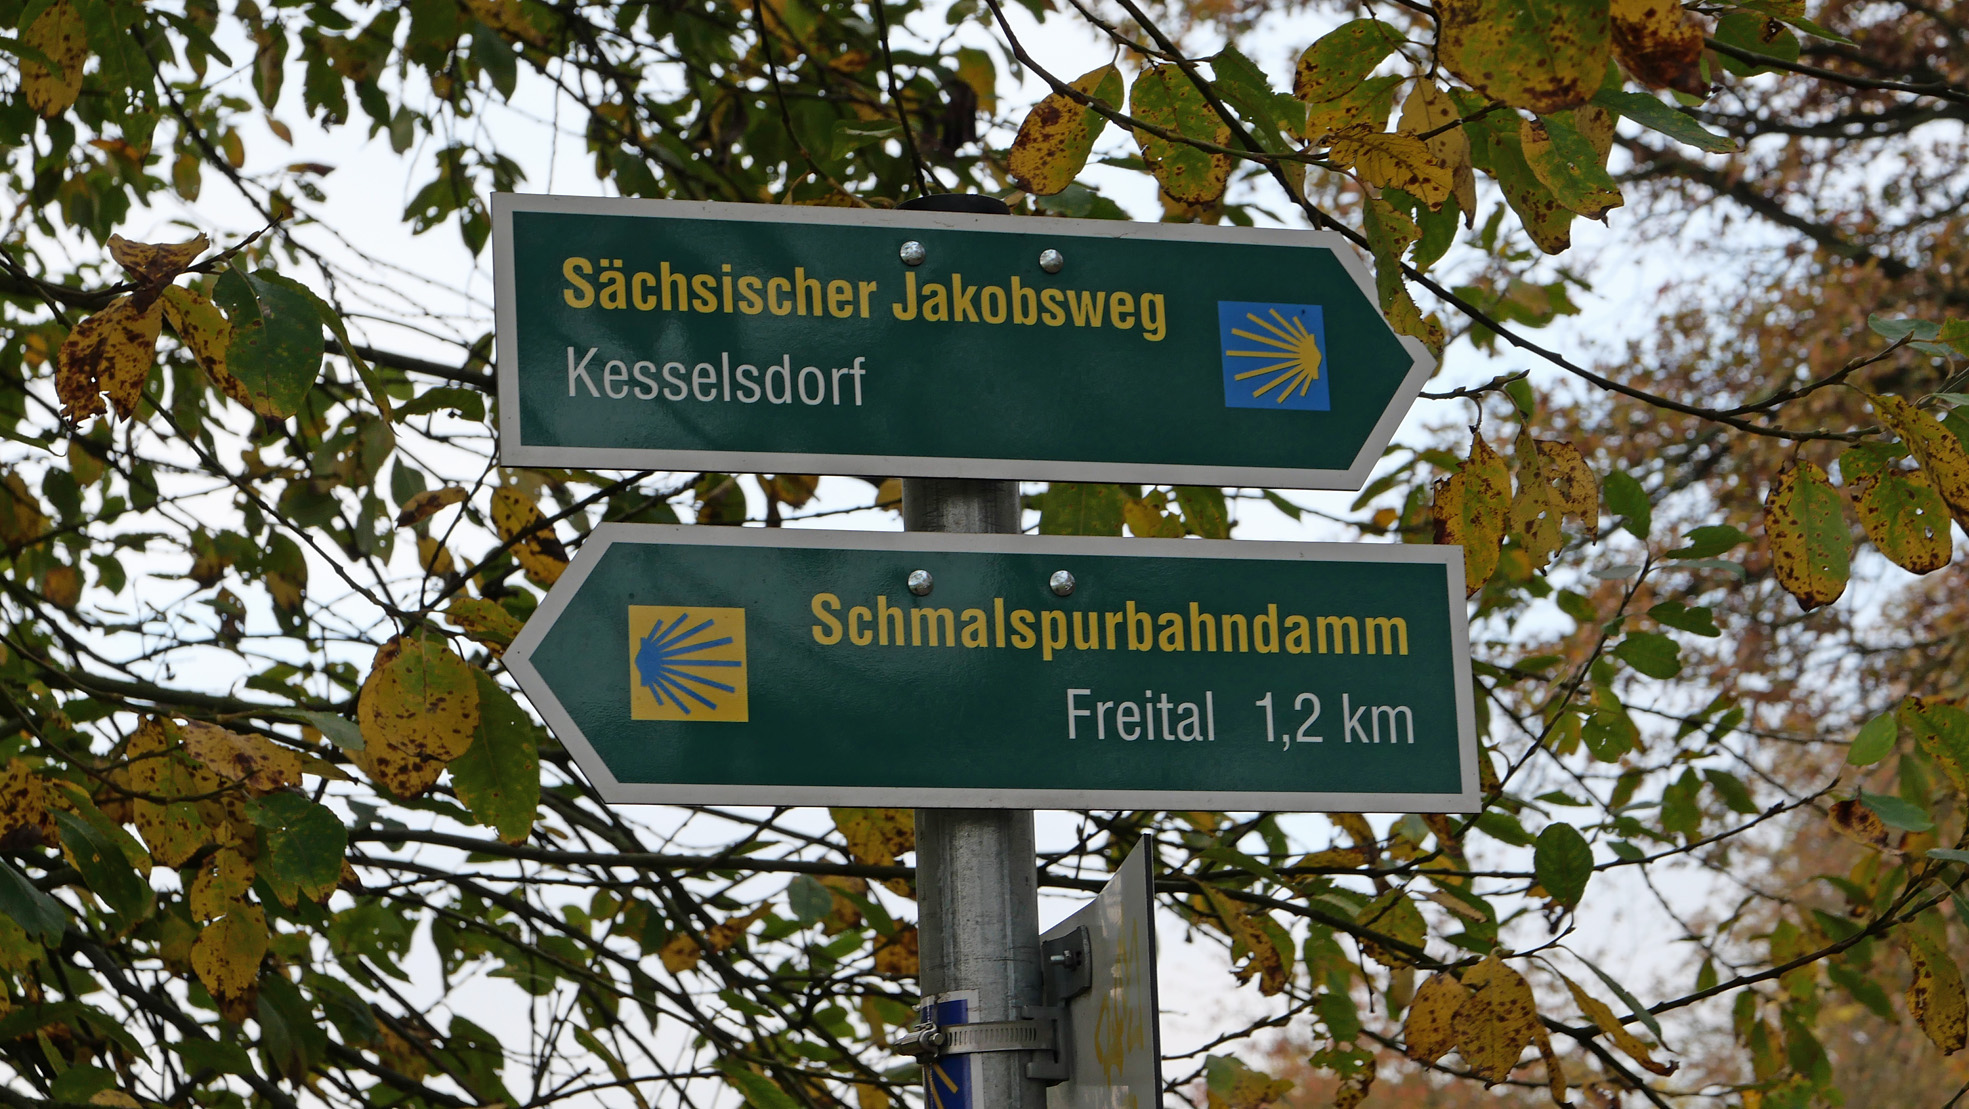 Sächsischer Jakobsweg
Kesselsdorf
Schmalspurbahndamm
Freital 1,2 km